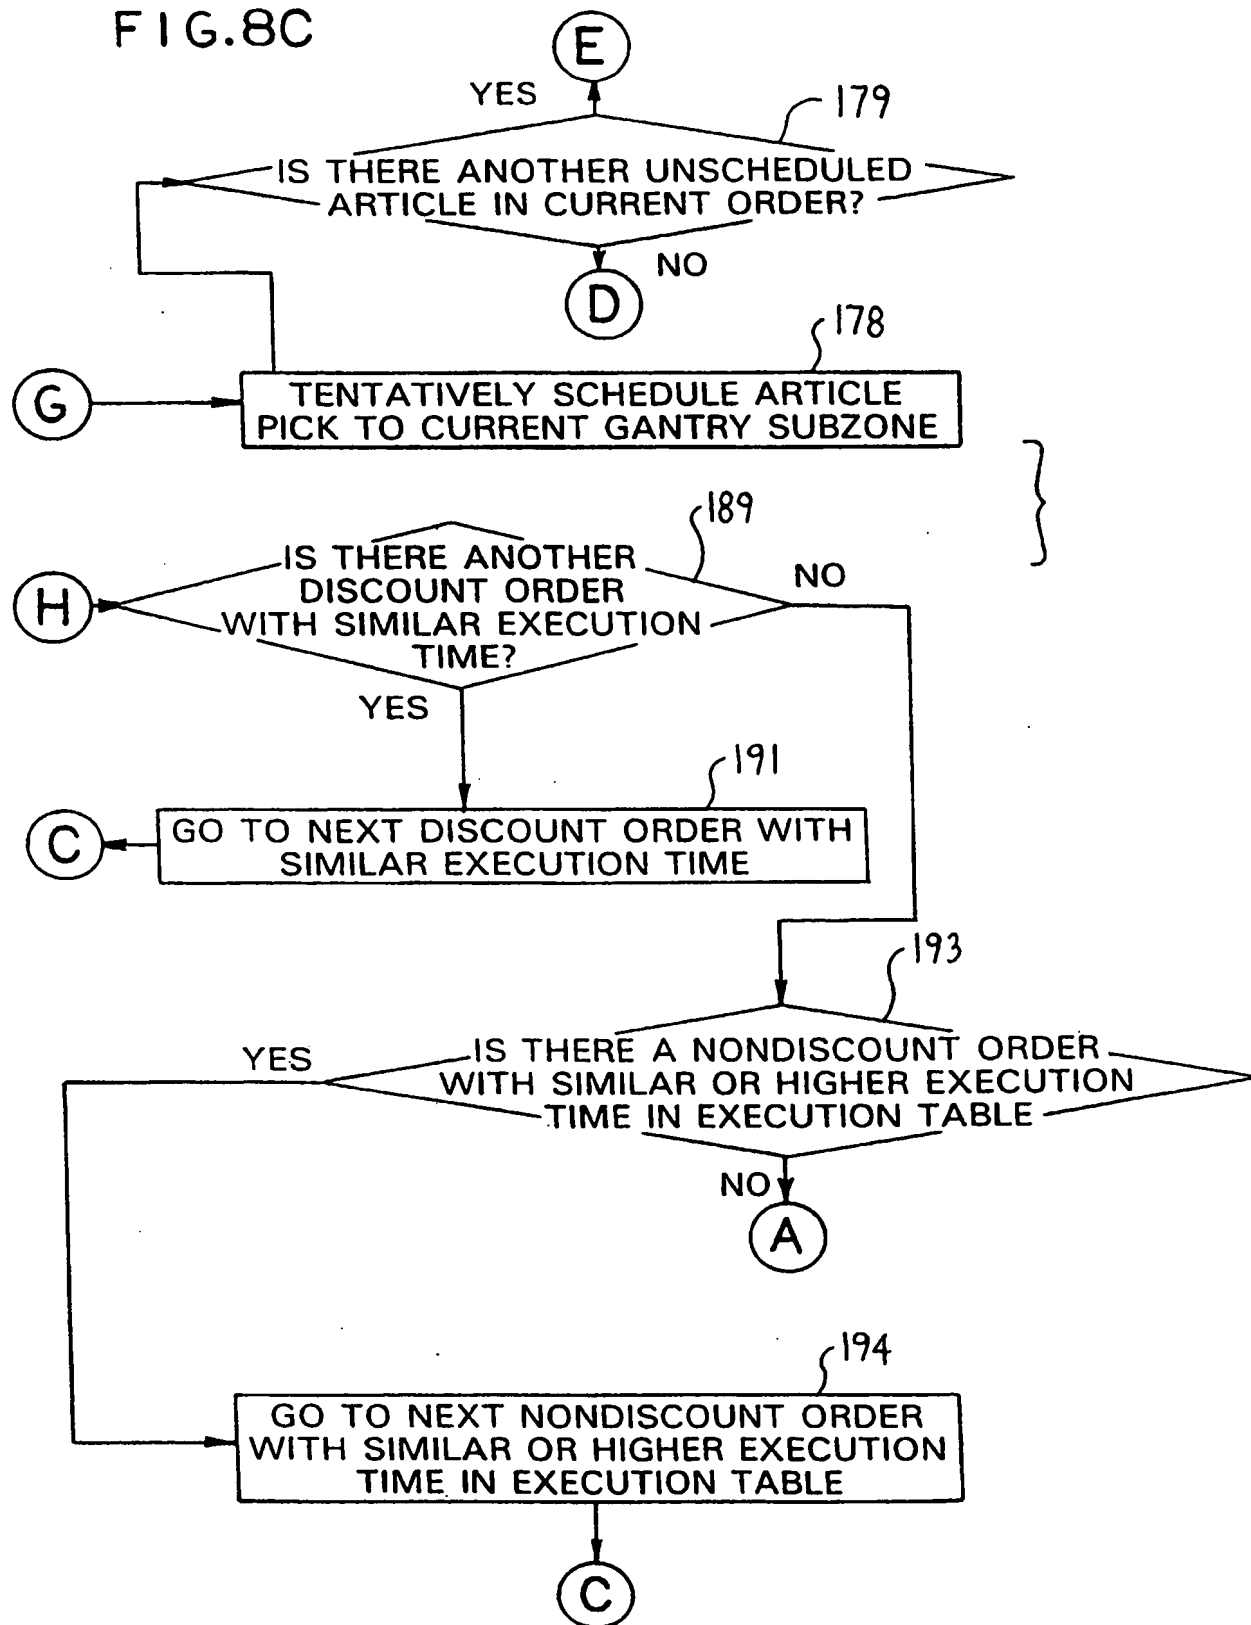 FIG.8C
E
YES
179
IS THERE ANOTHER UNSCHEDULED
ARTICLE IN CURRENT ORDER?
NO
D
178
G
TENTATIVELY SCHEDULE ARTICLE
PICK TO CURRENT GANTRY SUBZONE
189
H
IS THERE ANOTHER
DISCOUNT ORDER
WITH SIMILAR EXECUTION
TIME?
NO
YES
191
C
GO TO NEXT DISCOUNT ORDER WITH
SIMILAR EXECUTION TIME
193
YES
IS THERE A NONDISCOUNT ORDER
WITH SIMILAR OR HIGHER EXECUTION
TIME IN EXECUTION TABLE
NO
A
194
GO TO NEXT NONDISCOUNT ORDER
WITH SIMILAR OR HIGHER EXECUTION
TIME IN EXECUTION TABLE
C